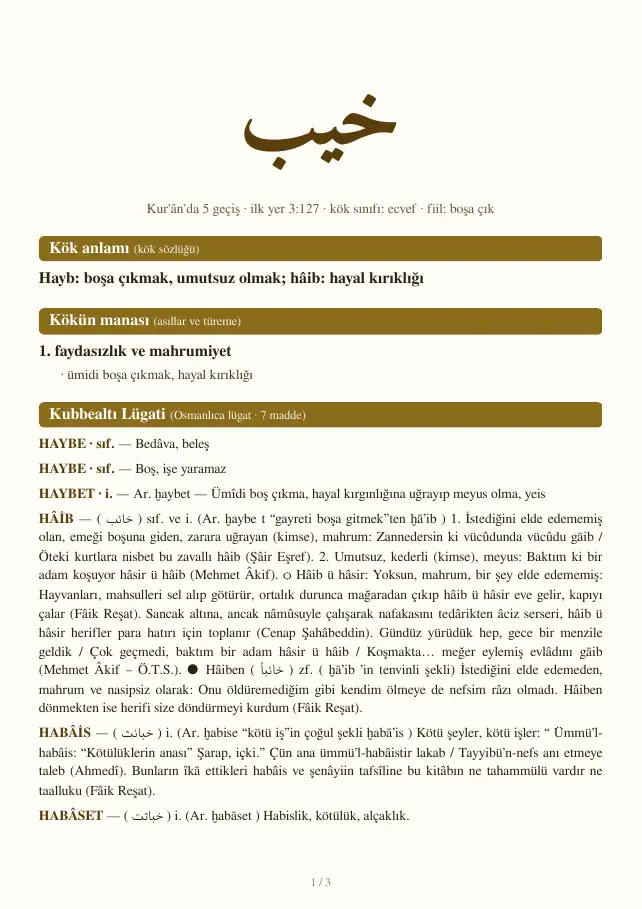 خيب
Kur'ân'da 5 geçiş · ilk yer 3:127 · kök sınıfı: ecvef · fiil: boşa çık
Kök anlamı (kök sözlüğü)
Hayb: boşa çıkmak, umutsuz olmak; hâib: hayal kırıklığı
Kökün manası (asıllar ve türeme)
1. faydasızlık ve mahrumiyet
· ümidi boşa çıkmak, hayal kırıklığı
Kubbealtı Lügati (Osmanlıca lügat · 7 madde)
HAYBE · sıf. — Bedâva, beleş
HAYBE · sıf. — Boş, işe yaramaz
HAYBET · i. — Ar. ḫaybet — Ümîdi boş çıkma, hayal kırgınlığına uğrayıp meyus olma, yeis
HÂİB — ( خائب ) sıf. ve i. (Ar. ḫaybe t “gayreti boşa gitmek”ten ḫā’ib ) 1. İstediğini elde edememiş
olan, emeği boşuna giden, zarara uğrayan (kimse), mahrum: Zannedersin ki vücûdunda vücûdu gāib /
Öteki kurtlara nisbet bu zavallı hâib (Şâir Eşref). 2. Umutsuz, kederli (kimse), meyus: Baktım ki bir
adam koşuyor hâsir ü hâib (Mehmet Âkif). ѻ Hâib ü hâsir: Yoksun, mahrum, bir şey elde edememiş:
Hayvanları, mahsulleri sel alıp götürür, ortalık durunca mağaradan çıkıp hâib ü hâsir eve gelir, kapıyı
çalar (Fâik Reşat). Sancak altına, ancak nâmûsuyle çalışarak nafakasını tedârikten âciz serseri, hâib ü
hâsir herifler para hatırı için toplanır (Cenap Şahâbeddin). Gündüz yürüdük hep, gece bir menzile
geldik / Çok geçmedi, baktım bir adam hâsir ü hâib / Koşmakta… meğer eylemiş evlâdını gāib
(Mehmet Âkif – Ö.T.S.). ● Hâiben ( خائباً ) zf. ( ḫā’ib ’in tenvinli şekli) İstediğini elde edemeden,
mahrum ve nasipsiz olarak: Onu öldüremediğim gibi kendim ölmeye de nefsim râzı olmadı. Hâiben
dönmekten ise herifi size döndürmeyi kurdum (Fâik Reşat).
HABÂİS — ( خبائث ) i. (Ar. ḫabіse “kötü iş”in çoğul şekli ḫabā’іs ) Kötü şeyler, kötü işler: “ Ümmü’l-
habâis: “Kötülüklerin anası” Şarap, içki.” Çün ana ümmü’l-habâistir lakab / Tayyibü’n-nefs anı etmeye
taleb (Ahmedî). Bunların îkā ettikleri habâis ve şenâyiin tafsîline bu kitâbın ne tahammülü vardır ne
taalluku (Fâik Reşat).
HABÂSET — ( خباثت ) i. (Ar. ḫabāset ) Habislik, kötülük, alçaklık.
1 / 3